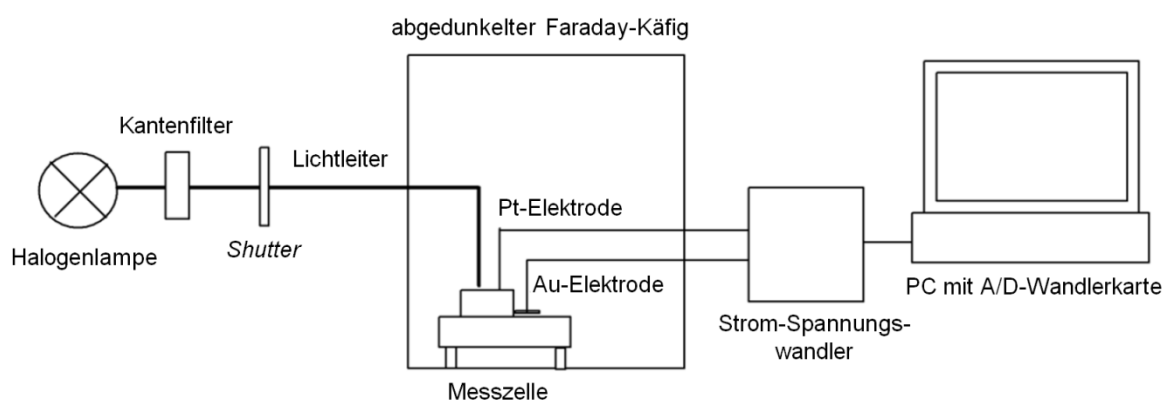 abgedunkelter Faraday-Käfig
Kantenfilter
Lichtleiter
Halogenlampe
Shutter
Pt-Elektrode
Au-Elektrode
Messzelle
Strom-Spannungs-
wandler
PC mit A/D-Wandlerkarte